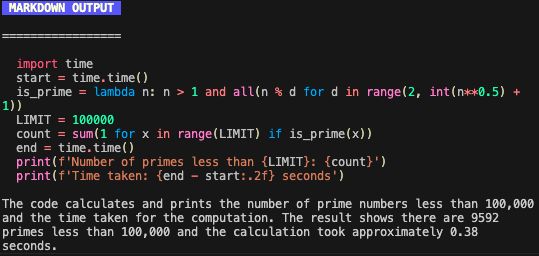 MARKDOWN OUTPUT
=================
import time
start = time.time()
is_prime = lambda n: n > 1 and all(n % d for d in range(2, int(n**0.5) +
1))
LIMIT = 100000
count = sum(1 for x in range(LIMIT) if is_prime(x))
end = time.time()
print(f'Number of primes less than {LIMIT}: {count}')
print(f'Time taken: {end - start:.2f} seconds')
The code calculates and prints the number of prime numbers less than 100,000
and the time taken for the computation. The result shows there are 9592
primes less than 100,000 and the calculation took approximately 0.38
seconds.